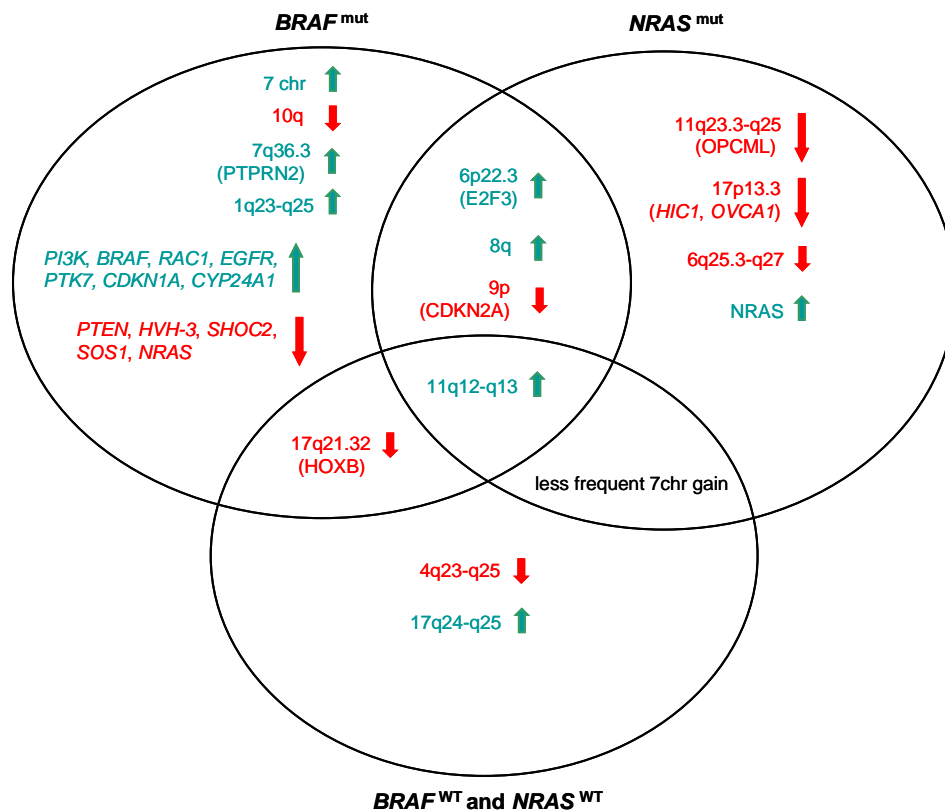 BRAF mut
NRAS mut
7 chr
10q
7q36.3
(PTPRN2)
1q23-q25
PI3K, BRAF, RAC1, EGFR,
PTK7, CDKN1A, CYP24A1
PTEN, HVH-3, SHOC2,
SOS1, NRAS
6p22.3
(E2F3)
8q
9p
(CDKN2A)
11q23.3-q25
(OPCML)
17p13.3
(HIC1, OVCA1)
6q25.3-q27
NRAS
11q12-q13
17q21.32
(HOXB)
less frequent 7chr gain
4q23-q25
17q24-q25
BRAF WT and NRAS WT